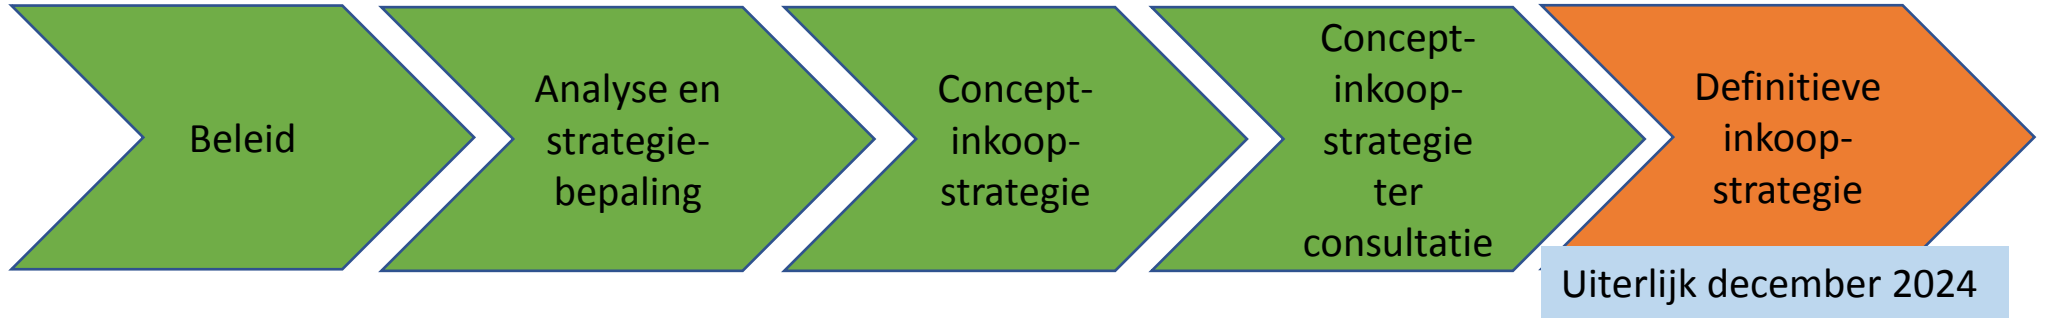 Beleid
Analyse en
strategie-
bepaling
Concept-
inkoop-
strategie
Concept-
inkoop-
strategie
ter
consultatie
Definitieve
inkoop-
strategie
Uiterlijk december 2024